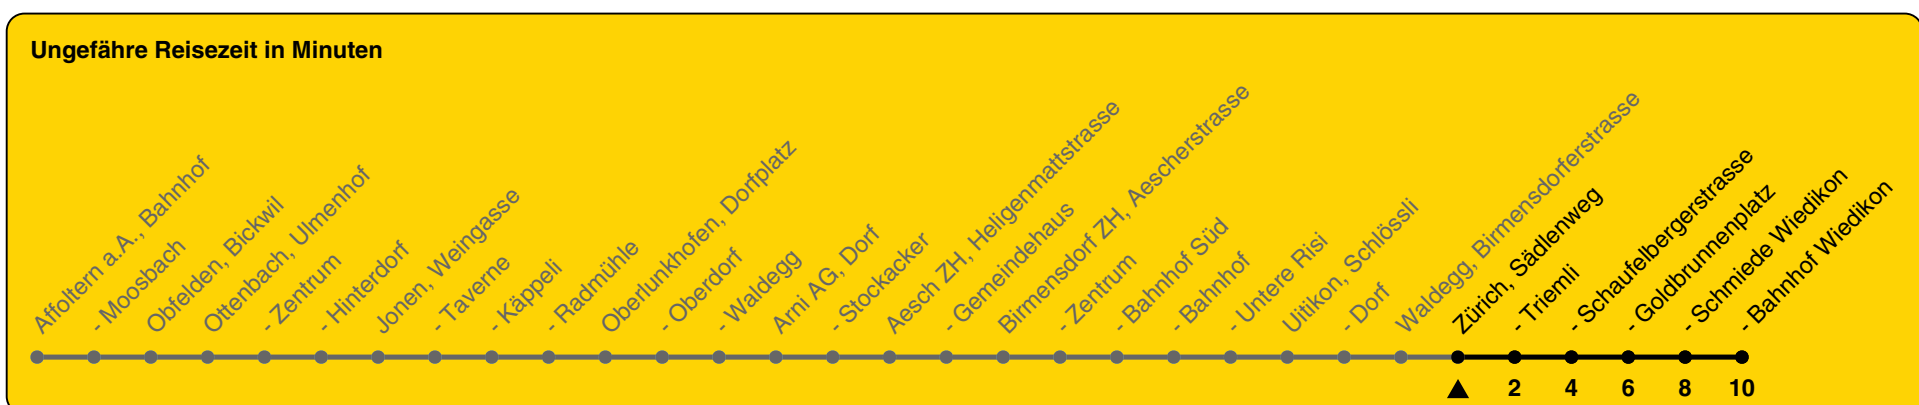 Ungefähre Reisezeit in Minuten
Affoltern a.A., Bahnhof
- Moosbach
Obfelden, Bickwil
Ottenbach, Ulmenhof
- Zentrum
- Hinterdorf
Jonen, Weingasse
- Taverne
- Käppeli
- Radmühle
Oberlunkhofen, Dorfplatz
- Oberdorf
- Waldegg
Arni AG, Dorf
- Stockacker
Aesch ZH, Heligenmattstrasse
- Gemeindehaus
Birmensdorf ZH, Aescherstrasse
- Zentrum
- Bahnhof Süd
- Bahnhof
- Untere Risi
Uitikon, Schlössli
- Dorf
Waldegg, Birmensdorferstrasse
Zürich, Sädlenweg
- Triemli
- Schaufelbergerstrasse
- Goldbrunnenplatz
- Schmiede Wiedikon
- Bahnhof Wiedikon
2 4 6 8 10